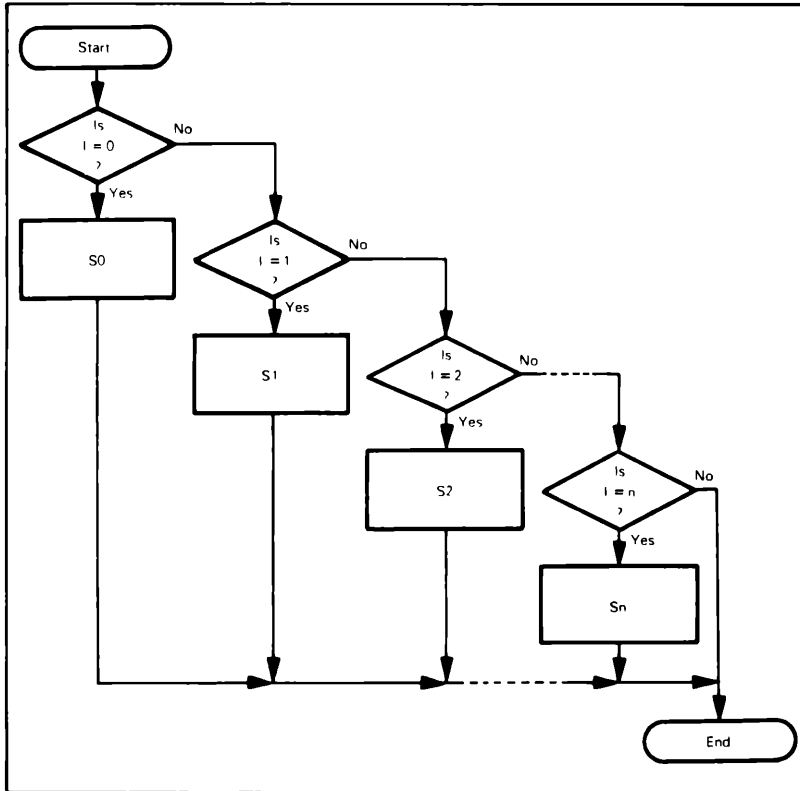 Start
Is
I = 0
?
No
Yes
S0
Is
I = 1
?
No
Yes
S1
Is
I = 2
?
No
Yes
S2
Is
I = n
?
No
Yes
Sn
End